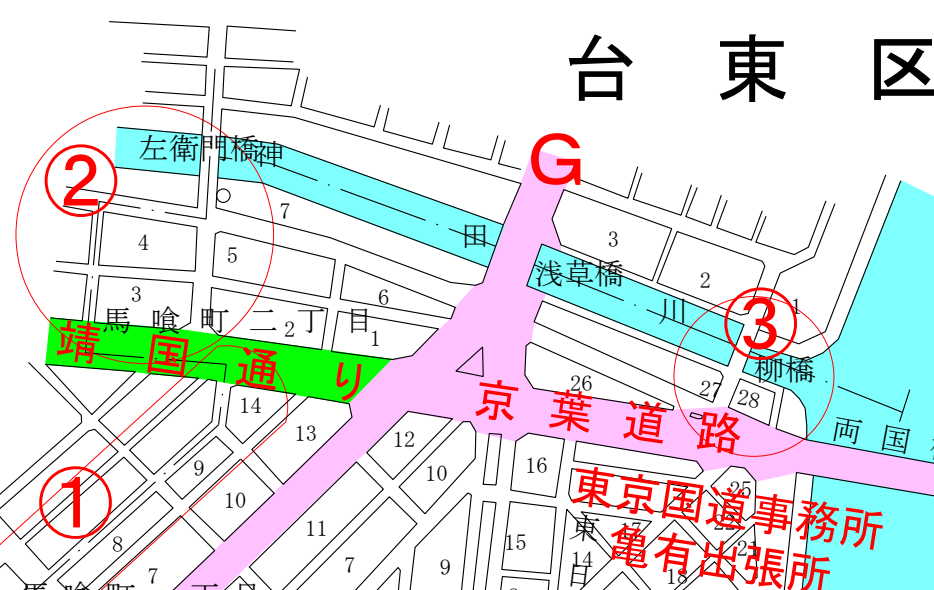 台東区
G
左衛門橋
神
②
7
田
3
4
5
浅草橋
2
3
6
川
③
1
馬喰町二丁目
2
1
靖国通り
柳橋
26
27
28
京葉道路
14
13
12
両国
9
10
16
25
①
10
東京国道事務所
11
15
東
17
21
亀有出張所
8
14
7
7
9
日
18